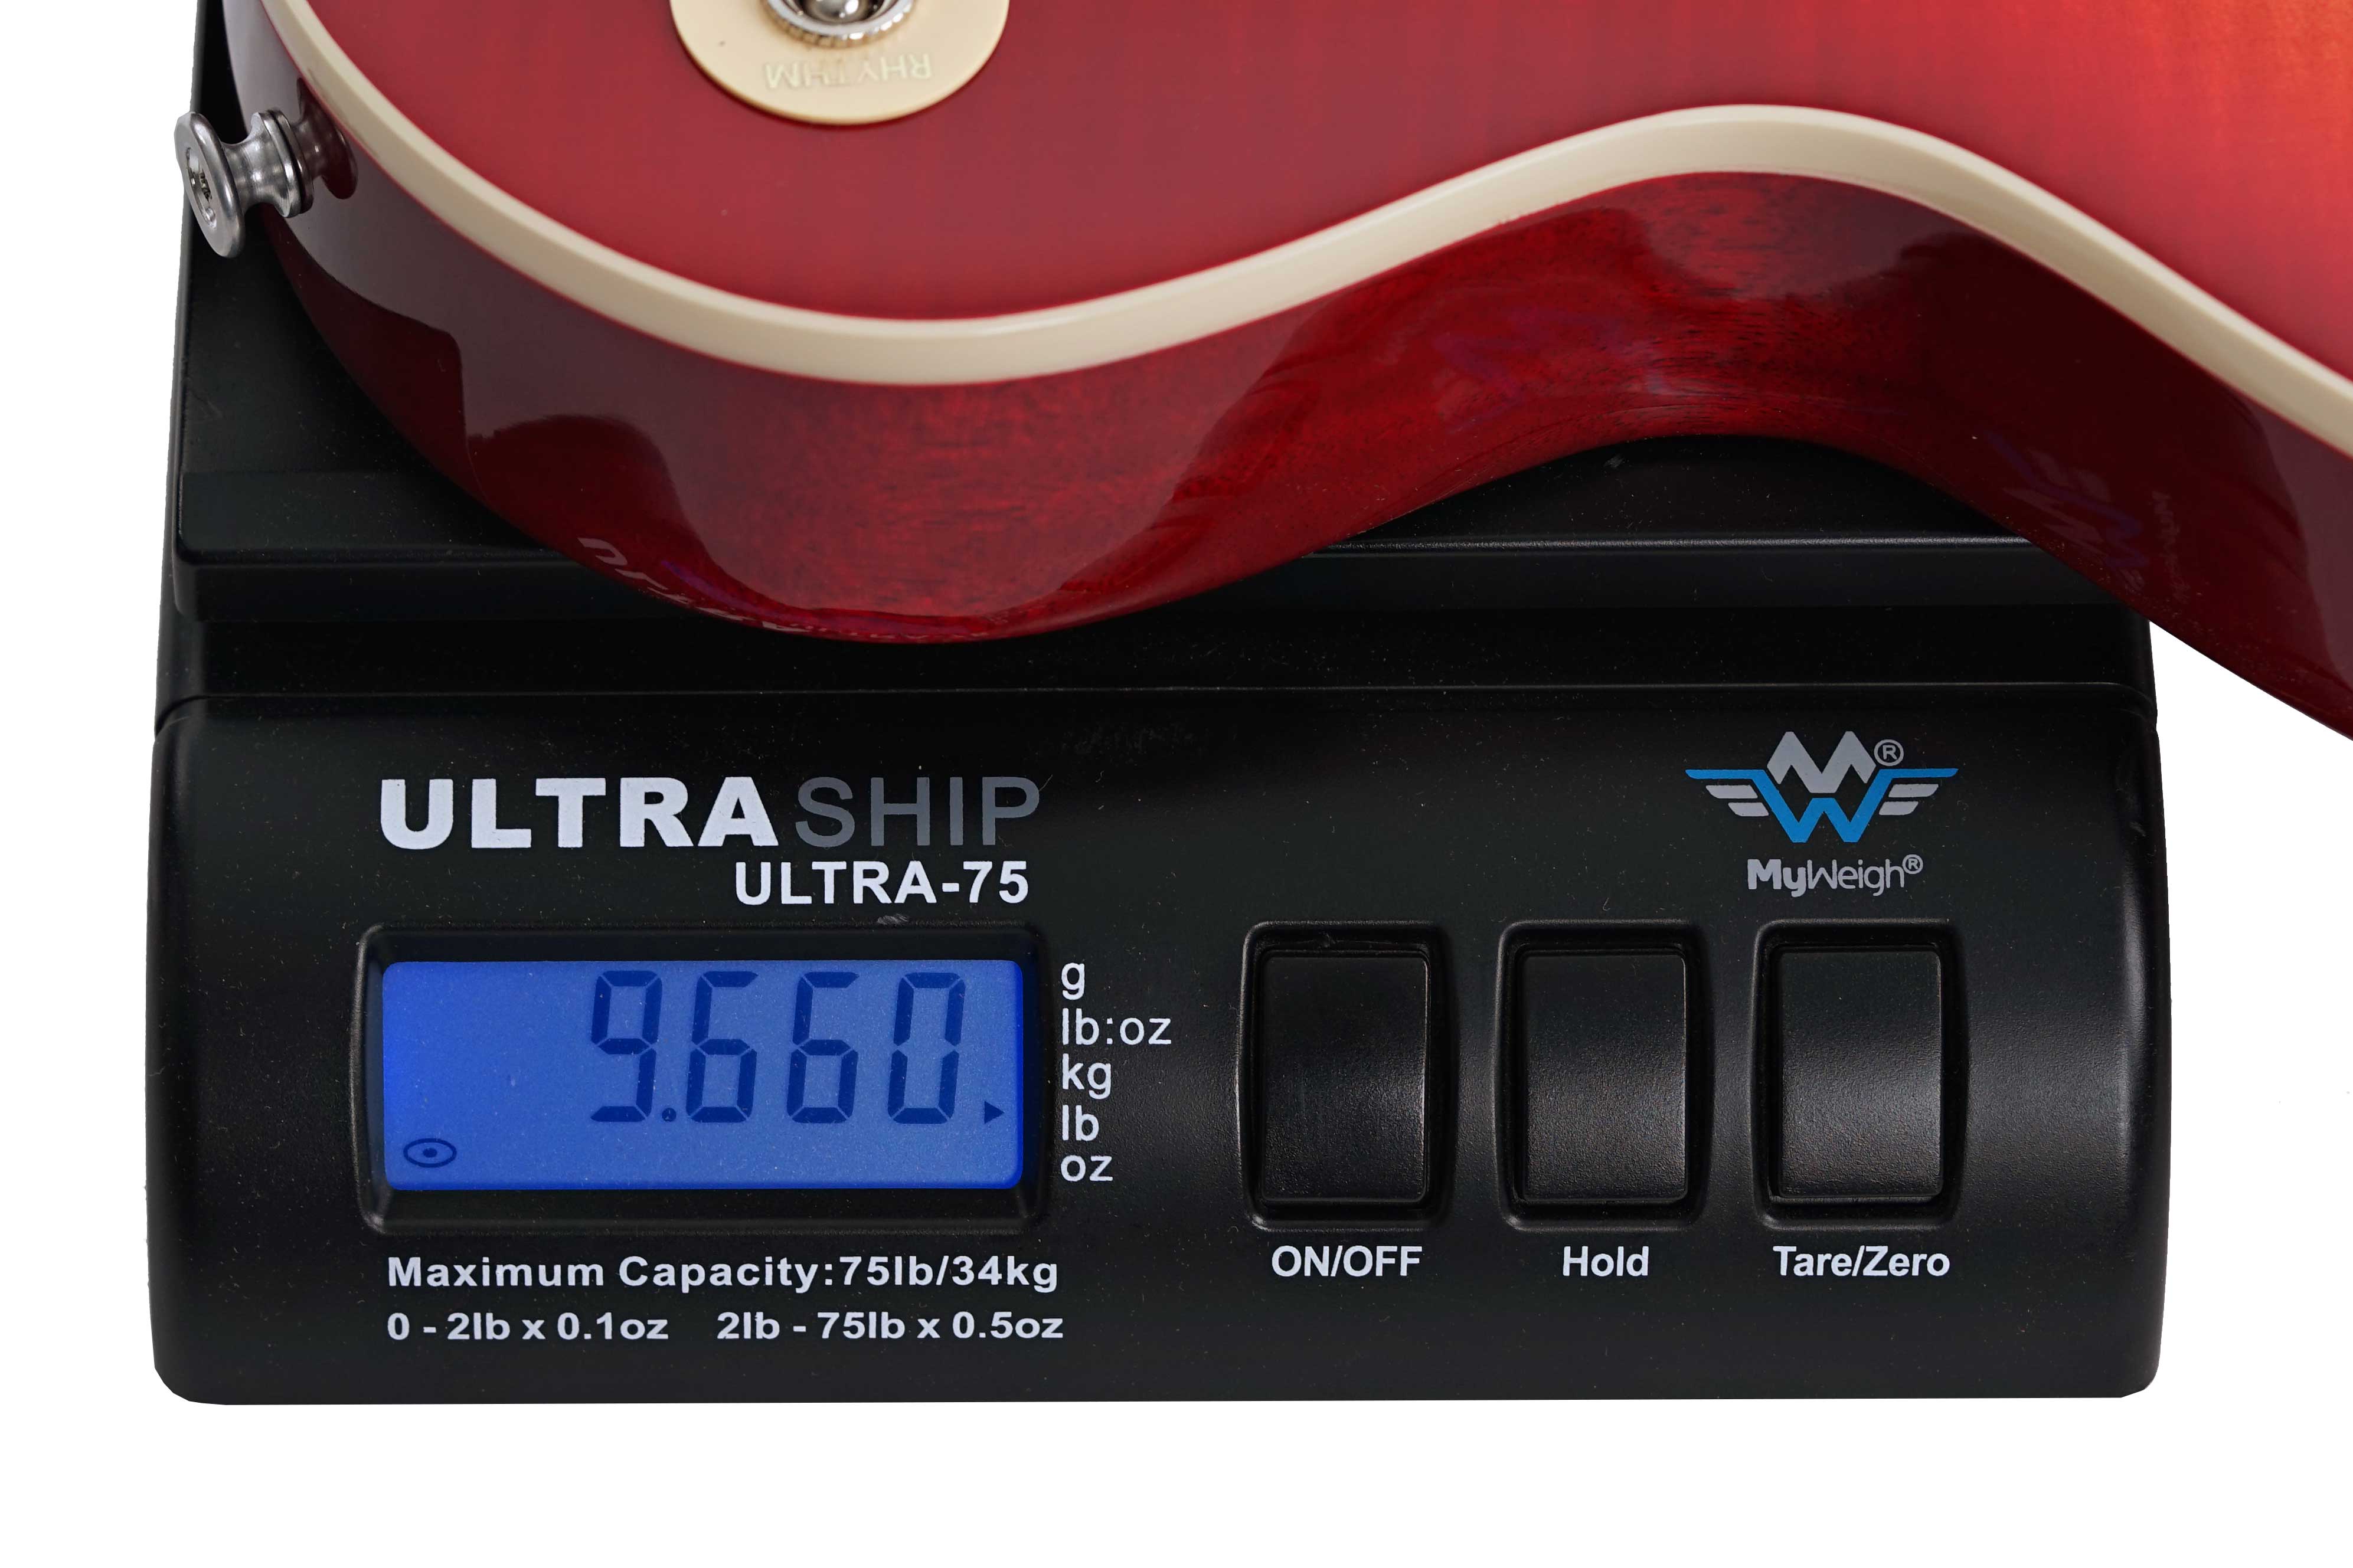 RHYTHM
ULTRASHIP
ULTRA-75
®
MyWeigh®
9.660
g
lb:oz
kg
lb
oz
ON/OFF
Hold
Tare/Zero
Maximum Capacity:75lb/34kg
0 - 2lb x 0.1oz 2lb - 75lb x 0.5oz